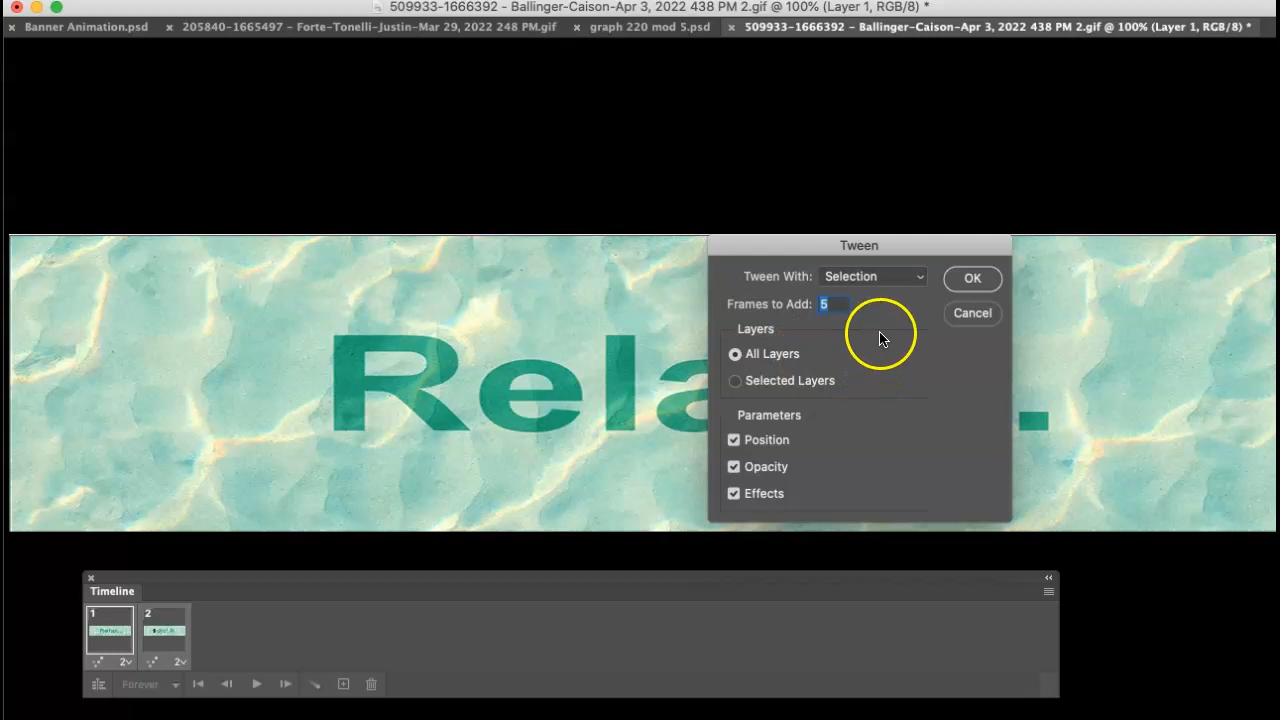 509933-1666392 – Ballinger-Caison-Apr 3, 2022 438 PM 2.gif @ 100% (Layer 1, RGB/8) *
Banner Animation.psd
205840-1665497 – Forte-Tonelli-Justin-Mar 29, 2022 248 PM.gif
graph 220 mod 5.psd
509933-1666392 – Ballinger-Caison-Apr 3, 2022 438 PM 2.gif @ 100% (Layer 1, RGB/8) *
Tween
Tween With: Selection
OK
Frames to Add: 5
Cancel
Layers
All Layers
Selected Layers
Rela .
Parameters
Position
Opacity
Effects
Timeline
1 2
2 2
Forever